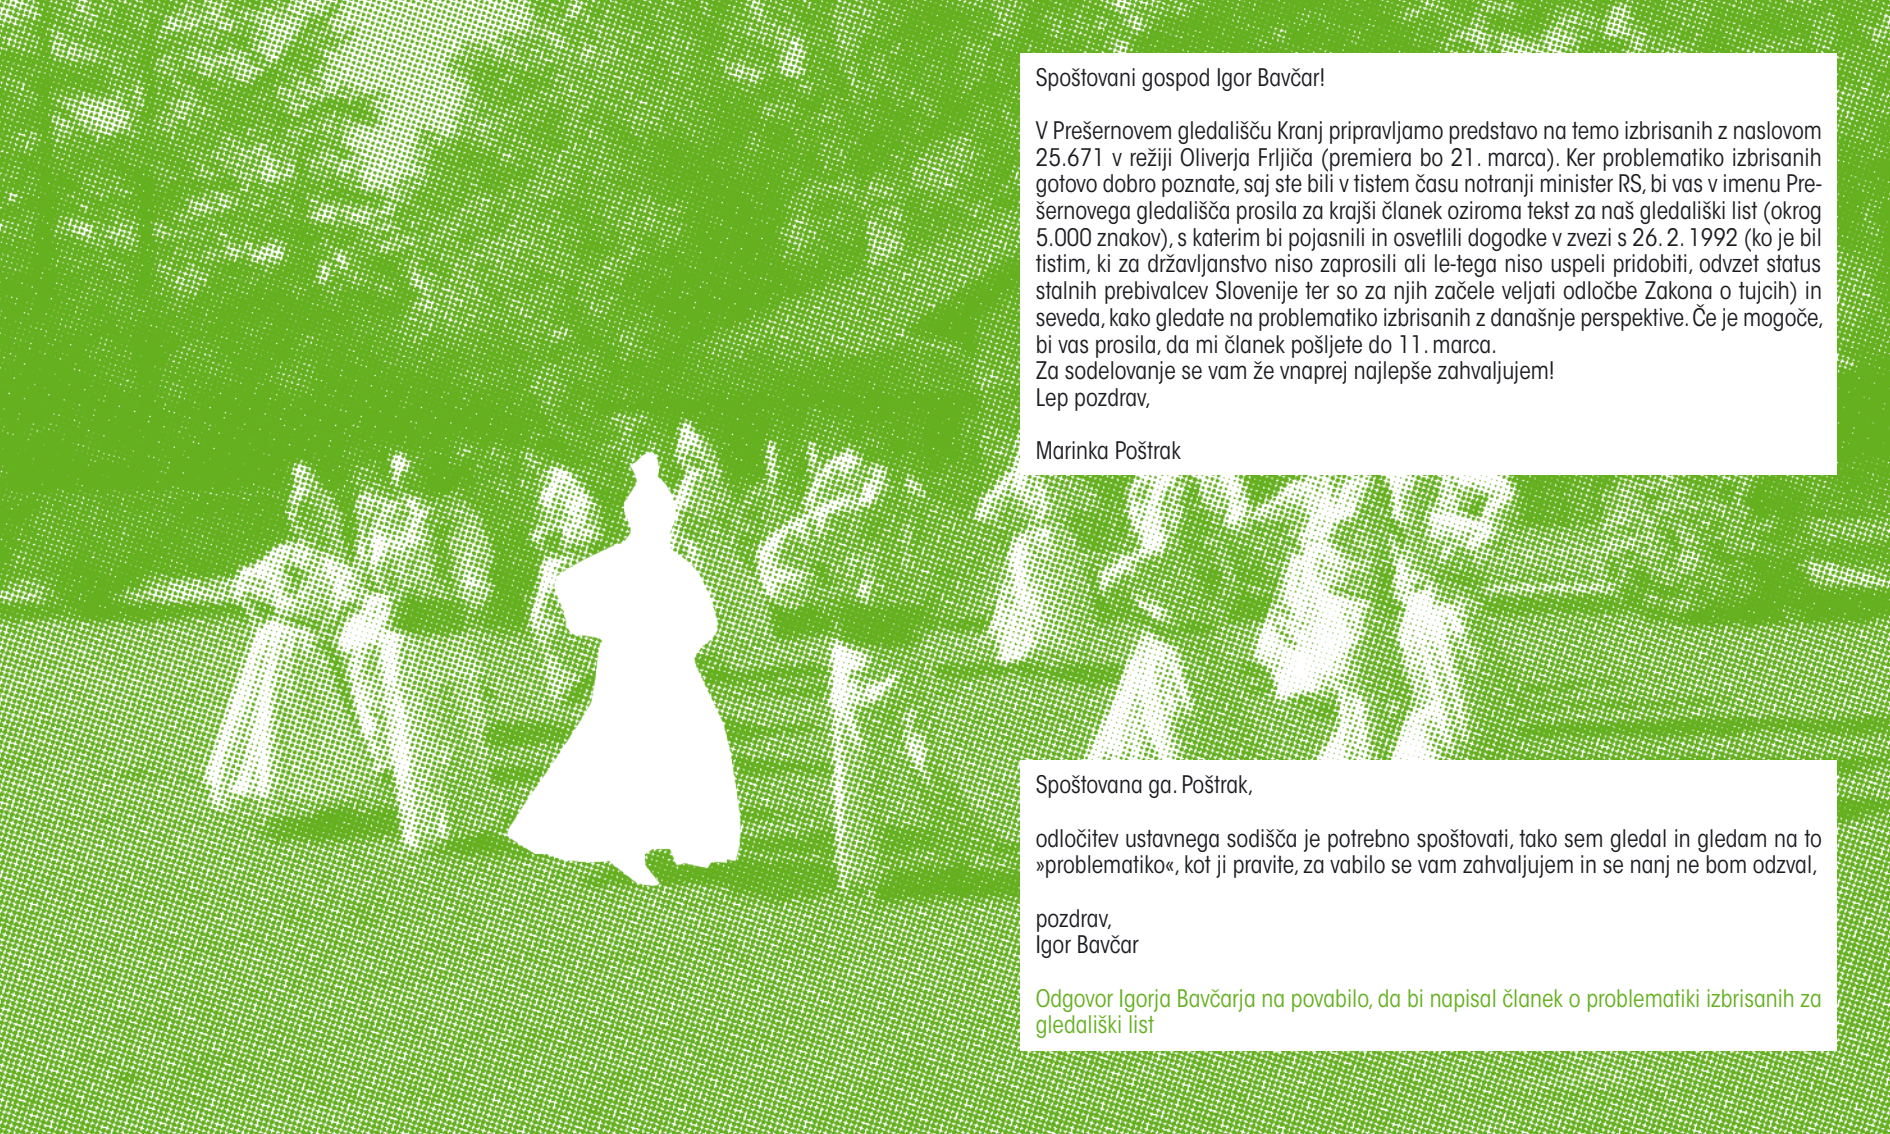 Spoštovani gospod Igor Bavčar!
V Prešernovem gledališču Kranj pripravljamo predstavo na temo izbrisanih z naslovom
25.671 v režiji Oliverja Frljiča (premiera bo 21. marca). Ker problematiko izbrisanih
gotovo dobro poznate, saj ste bili v tistem času notranji minister RS, bi vas v imenu Pre-
šernovega gledališča prosila za krajši članek oziroma tekst za naš gledališki list (okrog
5.000 znakov), s katerim bi pojasnili in osvetlili dogodke v zvezi s 26. 2. 1992 (ko je bil
tistim, ki za državljanstvo niso zaprosili ali le-tega niso uspeli pridobiti, odvzet status
stalnih prebivalcev Slovenije ter so za njih začele veljati odločbe Zakona o tujcih) in
seveda, kako gledate na problematiko izbrisanih z današnje perspektive. Če je mogoče,
bi vas prosila, da mi članek pošljete do 11. marca.
Za sodelovanje se vam že vnaprej najlepše zahvaljujem!
Lep pozdrav,
Marinka Poštrak
Spoštovana ga. Poštrak,
odločitev ustavnega sodišča je potrebno spoštovati, tako sem gledal in gledam na to
»problematiko«, kot ji pravite, za vabilo se vam zahvaljujem in se nanj ne bom odzval,
pozdrav,
Igor Bavčar
Odgovor Igorja Bavčarja na povabilo, da bi napisal članek o problematiki izbrisanih za
gledališki list